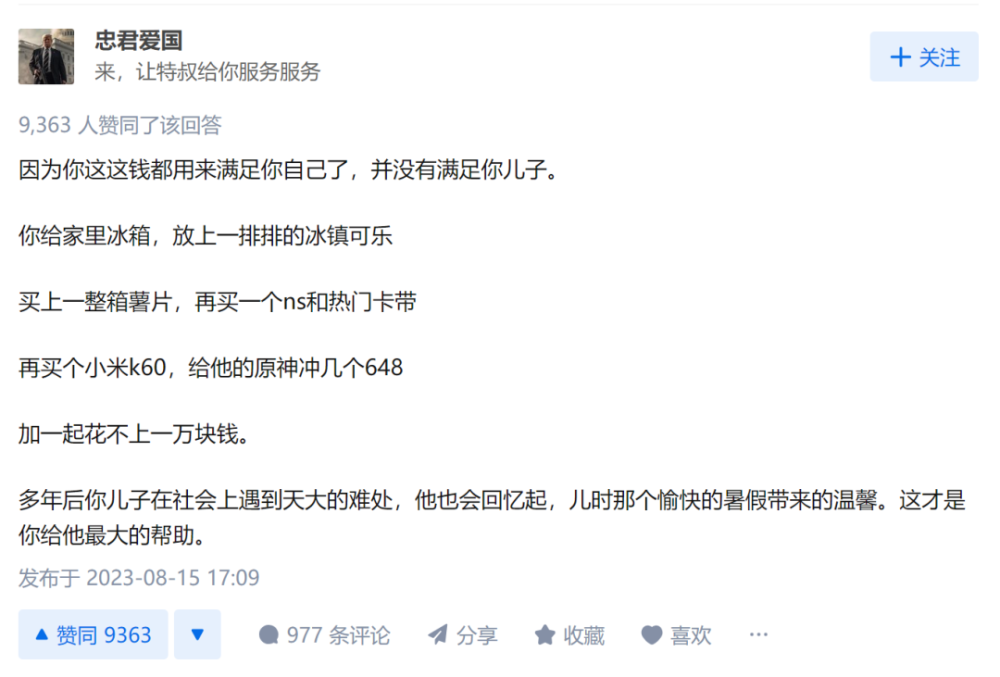 忠君爱国
来，让特叔给你服务服务
关注
9,363 人赞同了该回答
因为你这这钱都用来满足你自己了，并没有满足你儿子。
你给家里冰箱，放上一排排的冰镇可乐
买上一整箱薯片，再买一个ns和热门卡带
再买个小米k60，给他的原神冲几个648
加一起花不上一万块钱。
多年后你儿子在社会上遇到天大的难处，他也会回忆起，儿时那个愉快的暑假带来的温馨。这才是
你给他最大的帮助。
发布于 2023-08-15 17:09
赞同 9363
977 条评论
分享
收藏
喜欢